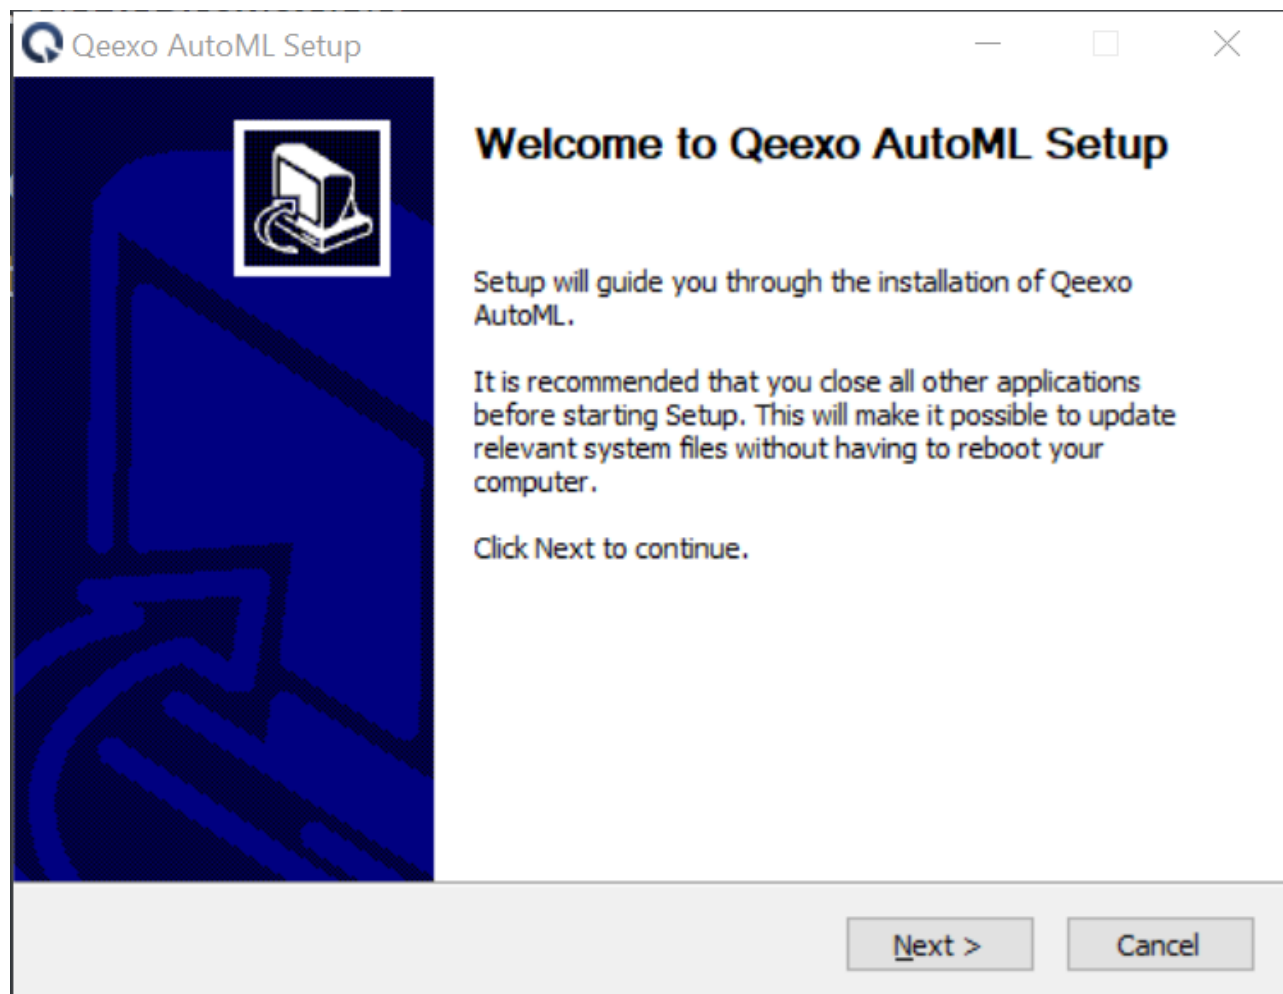 Qeexo AutoML Setup
Welcome to Qeexo AutoML Setup
Setup will guide you through the installation of Qeexo
AutoML.
It is recommended that you close all other applications
before starting Setup. This will make it possible to update
relevant system files without having to reboot your
computer.
Click Next to continue.
Next >
Cancel